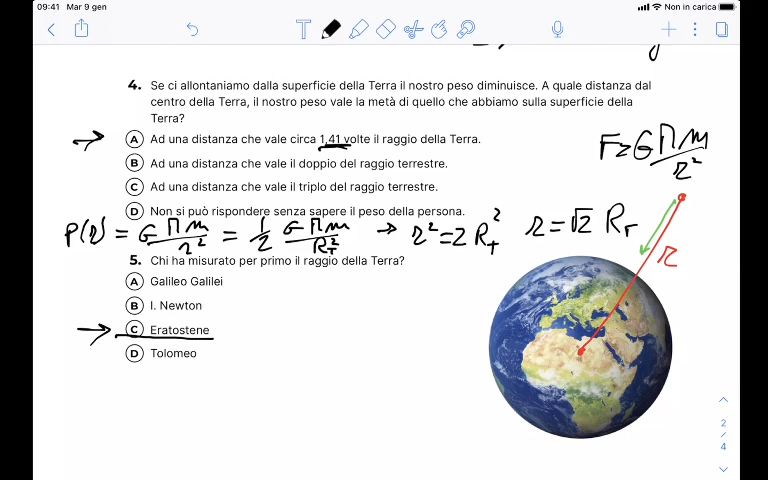 09:41 Mar 9 gen
Non in carica
4. Se ci allontaniamo dalla superficie della Terra il nostro peso diminuisce. A quale distanza dal
centro della Terra, il nostro peso vale la metà di quello che abbiamo sulla superficie della
Terra?
A Ad una distanza che vale circa 1,41 volte il raggio della Terra.
B Ad una distanza che vale il doppio del raggio terrestre.
C Ad una distanza che vale il triplo del raggio terrestre.
D Non si può rispondere senza sapere il peso della persona.
F = G Mm/r²
P(r) = G Mm/r² = 1/2 G Mm/R_T² → r² = 2 R_T² r = √2 R_T
r
5. Chi ha misurato per primo il raggio della Terra?
A Galileo Galilei
B I. Newton
C Eratostene
D Tolomeo
2
/
4